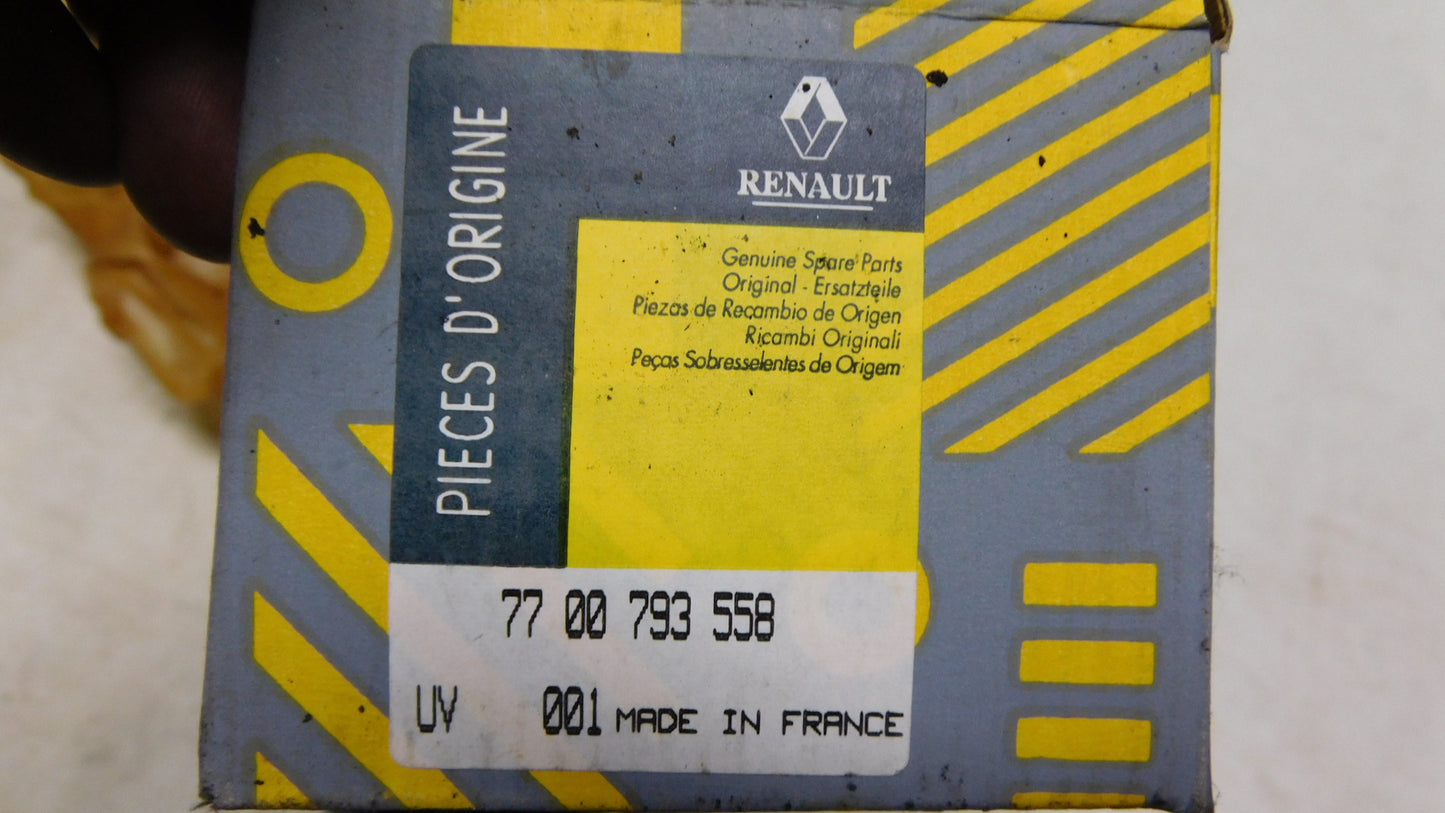 PIECES D'ORIGINE
RENAULT
Genuine Spare Parts
Original - Ersatzteile
Piezas de Recambio de Origen
Ricambi Originali
Peças Sobresselentes de Origem
77 00 793 558
UV 001 MADE IN FRANCE